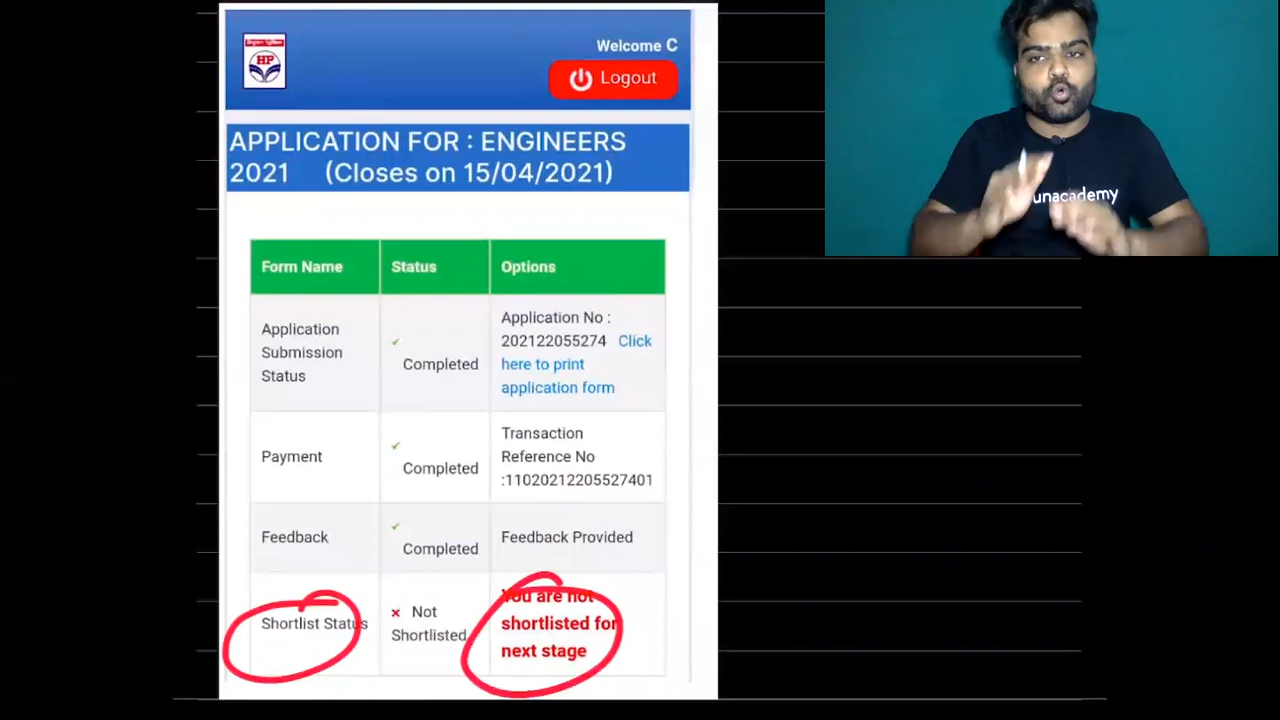 HP
Welcome C
Logout
APPLICATION FOR : ENGINEERS
2021 (Closes on 15/04/2021)
Form Name Status Options
Application
Submission
Status
✓
Completed
Application No :
202122055274 Click
here to print
application form
Payment
✓
Completed
Transaction
Reference No
:11020212205527401
Feedback
✓
Completed
Feedback Provided
Shortlist Status
× Not
Shortlisted
You are not
shortlisted for
next stage
unacademy